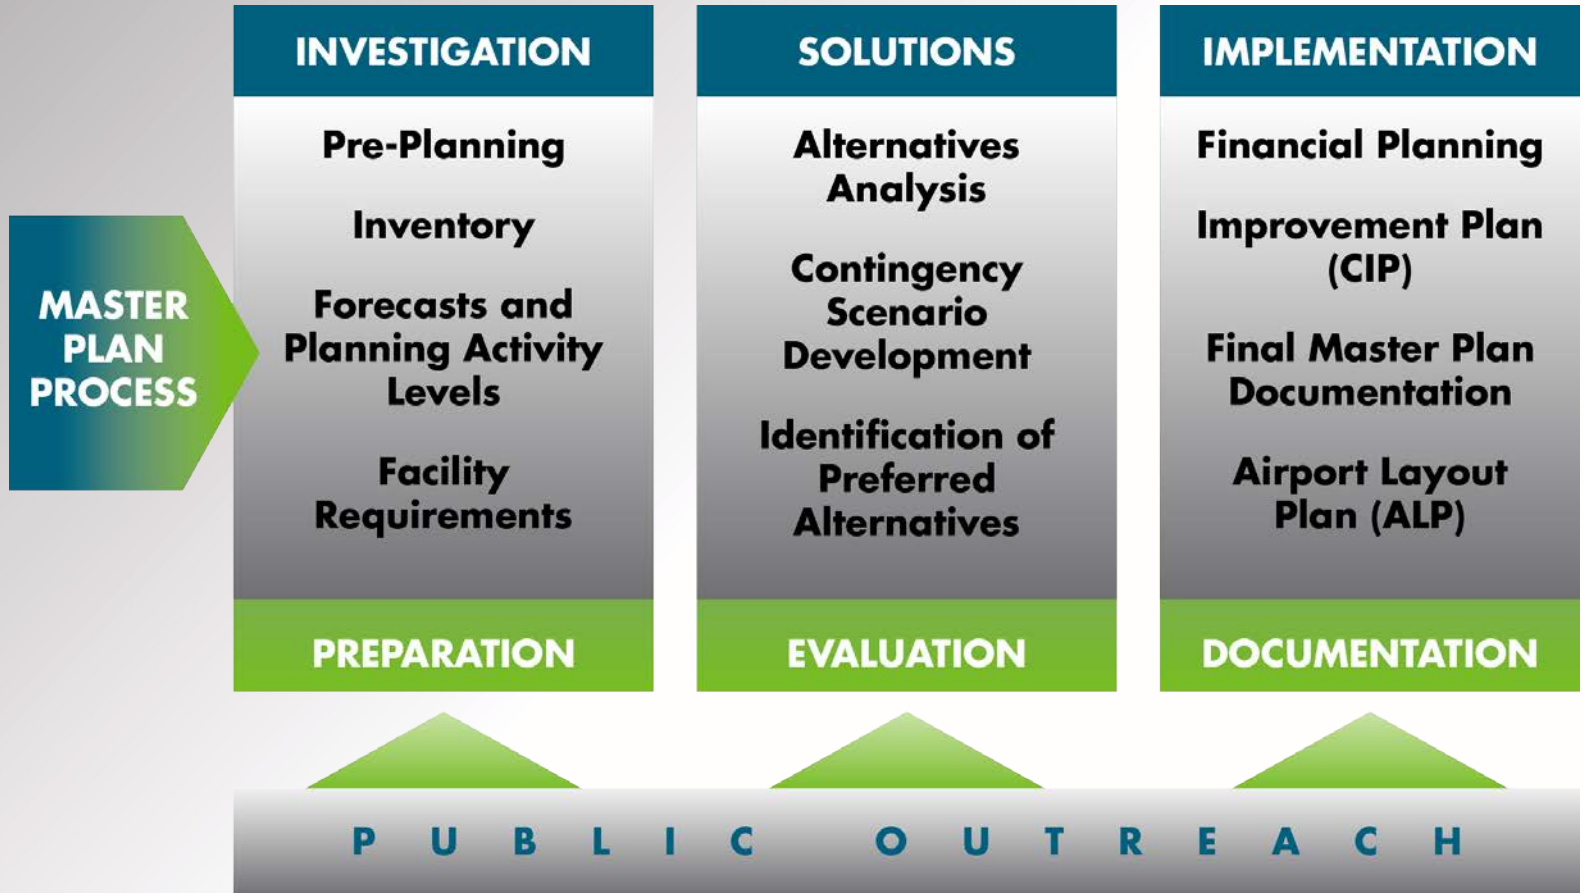 MASTER
PLAN
PROCESS
INVESTIGATION
Pre-Planning
Inventory
Forecasts and
Planning Activity
Levels
Facility
Requirements
PREPARATION
SOLUTIONS
Alternatives
Analysis
Contingency
Scenario
Development
Identification of
Preferred
Alternatives
EVALUATION
IMPLEMENTATION
Financial Planning
Improvement Plan
(CIP)
Final Master Plan
Documentation
Airport Layout
Plan (ALP)
DOCUMENTATION
PUBLIC OUTREACH